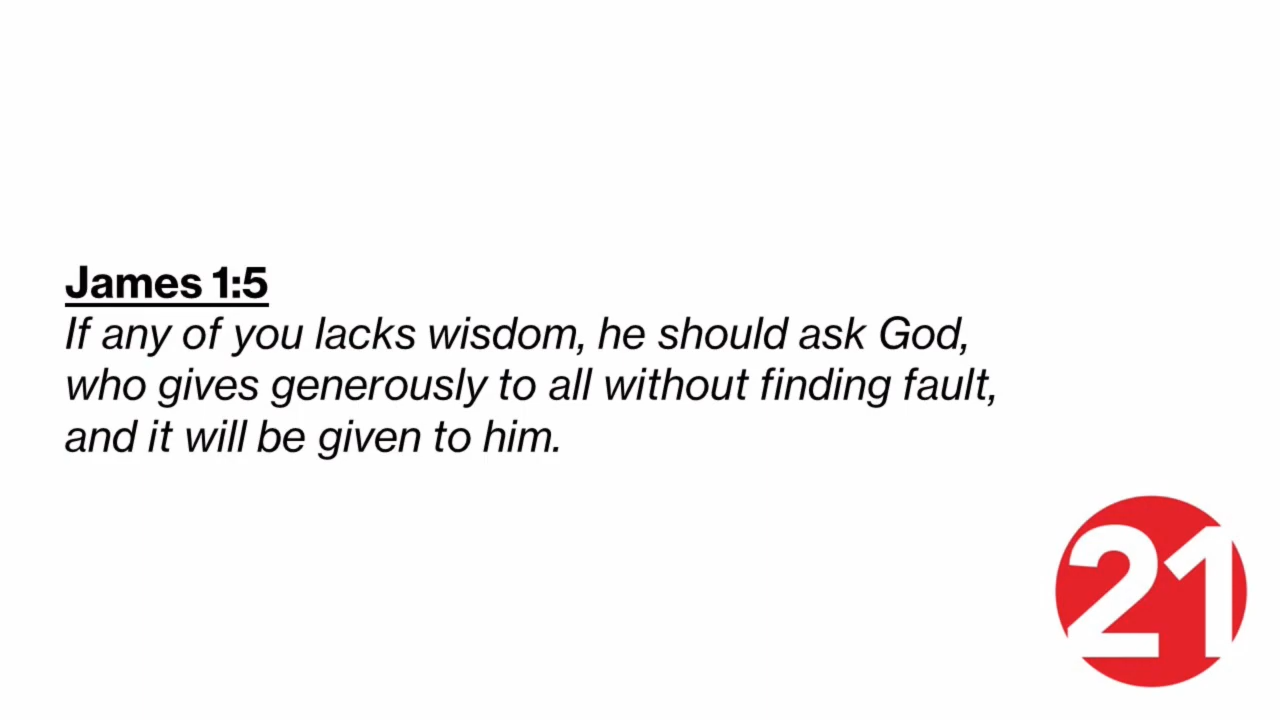 James 1:5
If any of you lacks wisdom, he should ask God,
who gives generously to all without finding fault,
and it will be given to him.
21